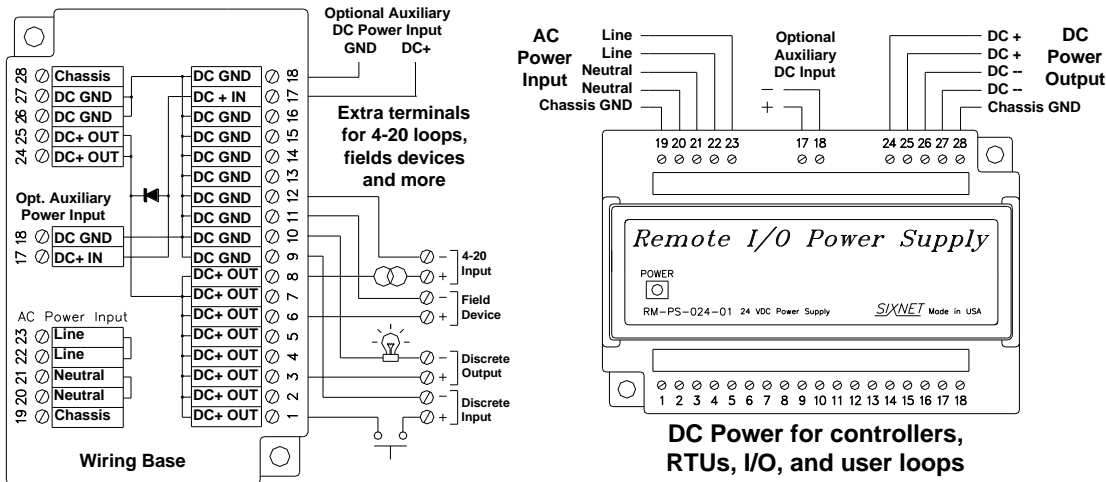 Optional Auxiliary
DC Power Input
GND DC+
28 Chassis
27 DC GND
26 DC GND
25 DC+ OUT
24 DC+ OUT
Opt. Auxiliary
Power Input
18 DC GND
17 DC+ IN
AC Power Input
23 Line
22 Line
21 Neutral
20 Neutral
19 Chassis
DC GND 18
DC + IN 17
DC GND 16
DC GND 15
DC GND 14
DC GND 13
DC GND 12
DC GND 11
DC GND 10
DC GND 9
DC+ OUT 8
DC+ OUT 7
DC+ OUT 6
DC+ OUT 5
DC+ OUT 4
DC+ OUT 3
DC+ OUT 2
DC+ OUT 1
Wiring Base
Extra terminals
for 4-20 loops,
fields devices
and more
− 4-20
+ Input
− Field
+ Device
− Discrete
+ Output
− Discrete
+ Input
AC
Power
Input
Line
Line
Neutral
Neutral
Chassis GND
Optional
Auxiliary
DC Input
−
+
DC +
DC +
DC --
DC --
Chassis GND
DC
Power
Output
19 20 21 22 23 17 18 24 25 26 27 28
Remote I/O Power Supply
POWER
RM-PS-024-01 24 VDC Power Supply SIXNET Made in USA
1 2 3 4 5 6 7 8 9 10 11 12 13 14 15 16 17 18
DC Power for controllers,
RTUs, I/O, and user loops